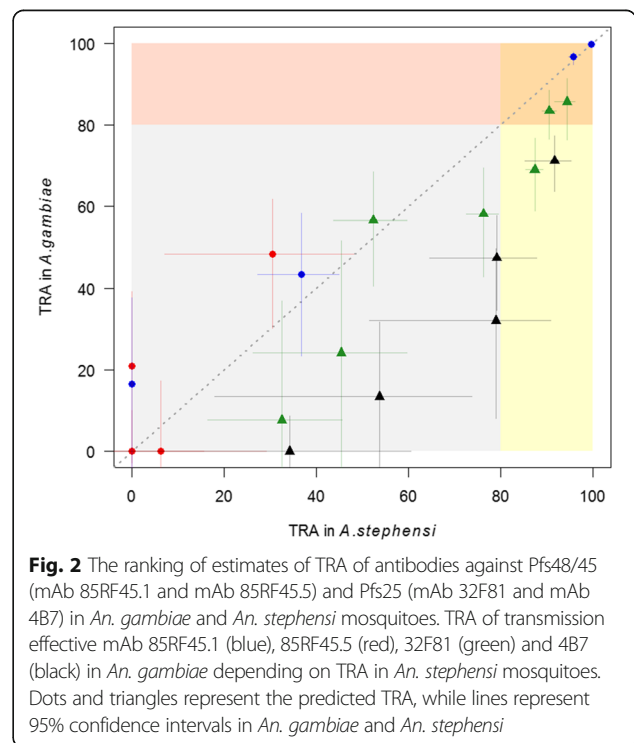 100
80
60
40
20
0
TRA in A.gambiae
0 20 40 60 80 100
TRA in A.stephensi
Fig. 2 The ranking of estimates of TRA of antibodies against Pfs48/45
(mAb 85RF45.1 and mAb 85RF45.5) and Pfs25 (mAb 32F81 and mAb
4B7) in An. gambiae and An. stephensi mosquitoes. TRA of transmission
effective mAb 85RF45.1 (blue), 85RF45.5 (red), 32F81 (green) and 4B7
(black) in An. gambiae depending on TRA in An. stephensi mosquitoes.
Dots and triangles represent the predicted TRA, while lines represent
95% confidence intervals in An. gambiae and An. stephensi